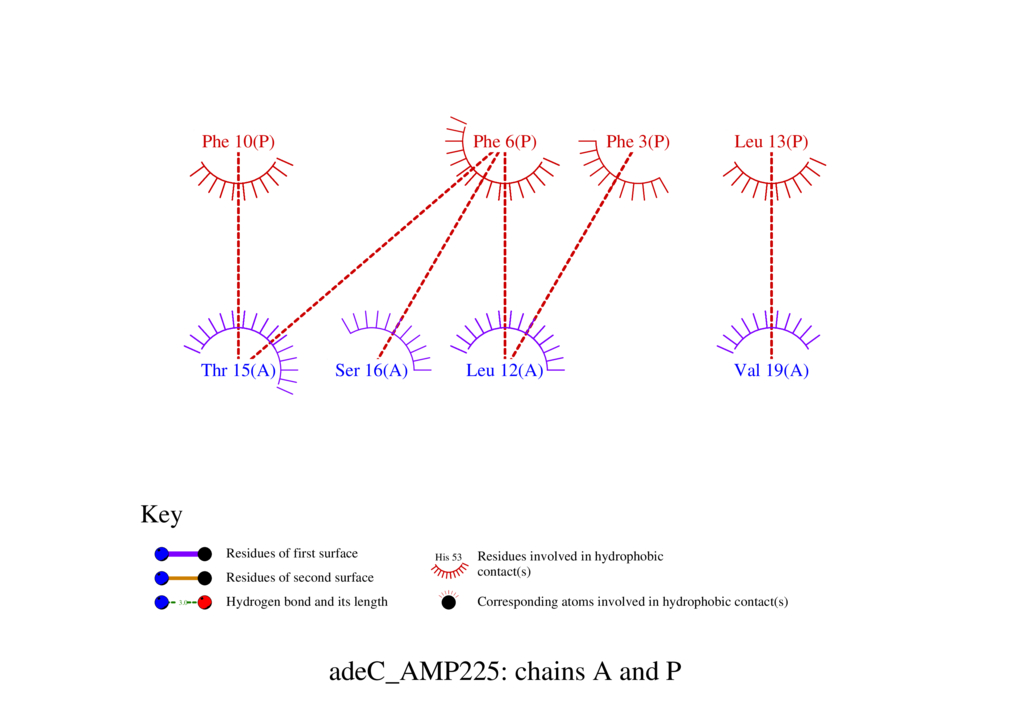 Phe 10(P) Phe 6(P) Phe 3(P) Leu 13(P)
Thr 15(A) Ser 16(A) Leu 12(A) Val 19(A)
Key
Residues of first surface
Residues of second surface
3.0
Hydrogen bond and its length
His 53
Residues involved in hydrophobic
contact(s)
Corresponding atoms involved in hydrophobic contact(s)
adeC_AMP225: chains A and P